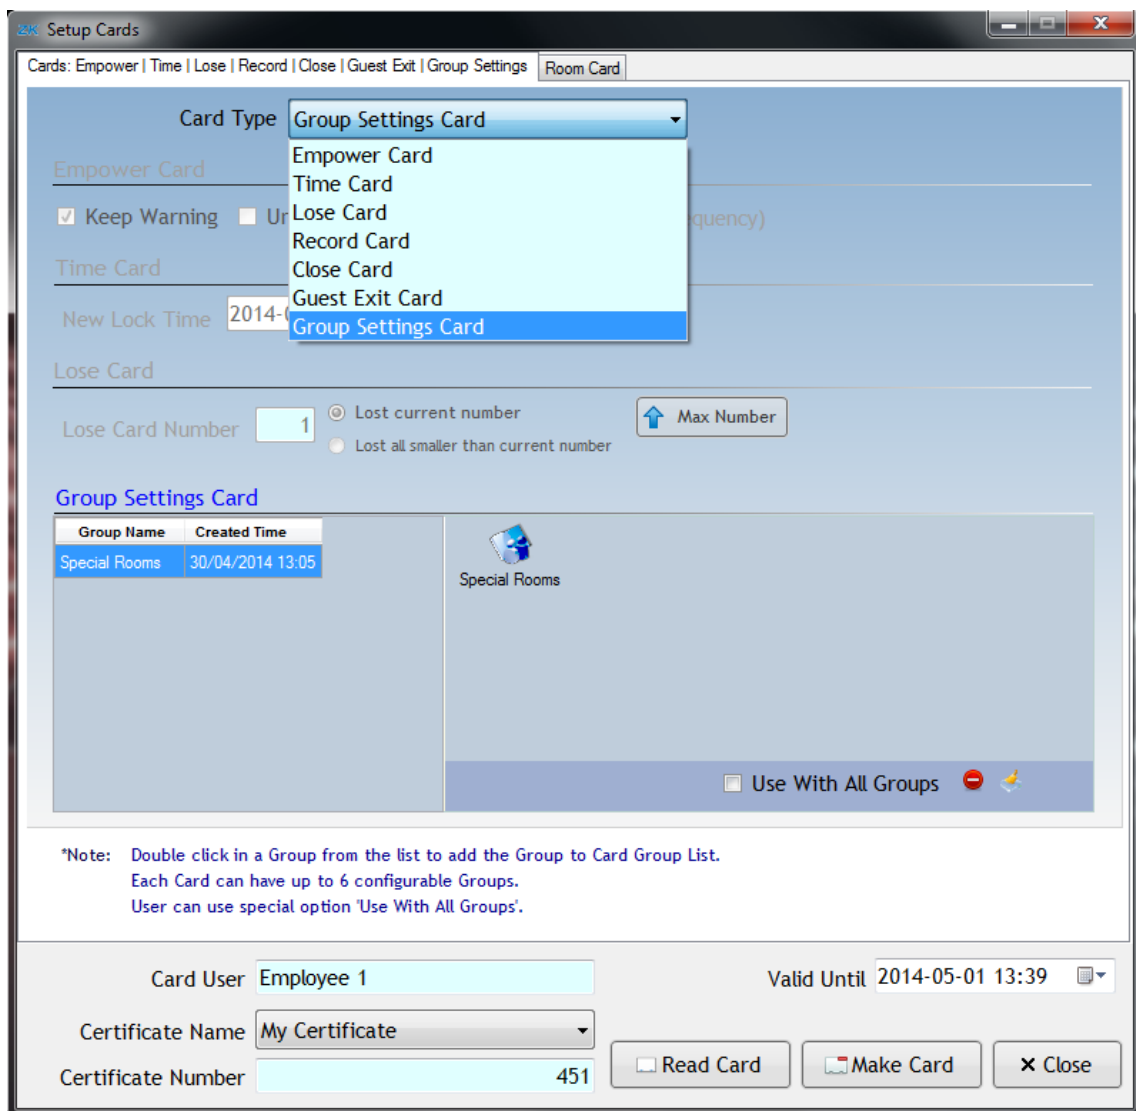 ZK Setup Cards
Cards: Empower | Time | Lose | Record | Close | Guest Exit | Group Settings Room Card
Card Type Group Settings Card
Empower Card
Time Card
Lose Card
Record Card
Close Card
Guest Exit Card
Group Settings Card
Empower Card
Keep Warning
Time Card
New Lock Time
Lose Card
Lose Card Number 1
Lost current number
Lost all smaller than current number
Max Number
Group Settings Card
Group Name Created Time
Special Rooms 30/04/2014 13:05
Special Rooms
Use With All Groups
*Note: Double click in a Group from the list to add the Group to Card Group List.
Each Card can have up to 6 configurable Groups.
User can use special option 'Use With All Groups'.
Card User Employee 1
Valid Until 2014-05-01 13:39
Certificate Name My Certificate
Certificate Number 451
Read Card Make Card Close